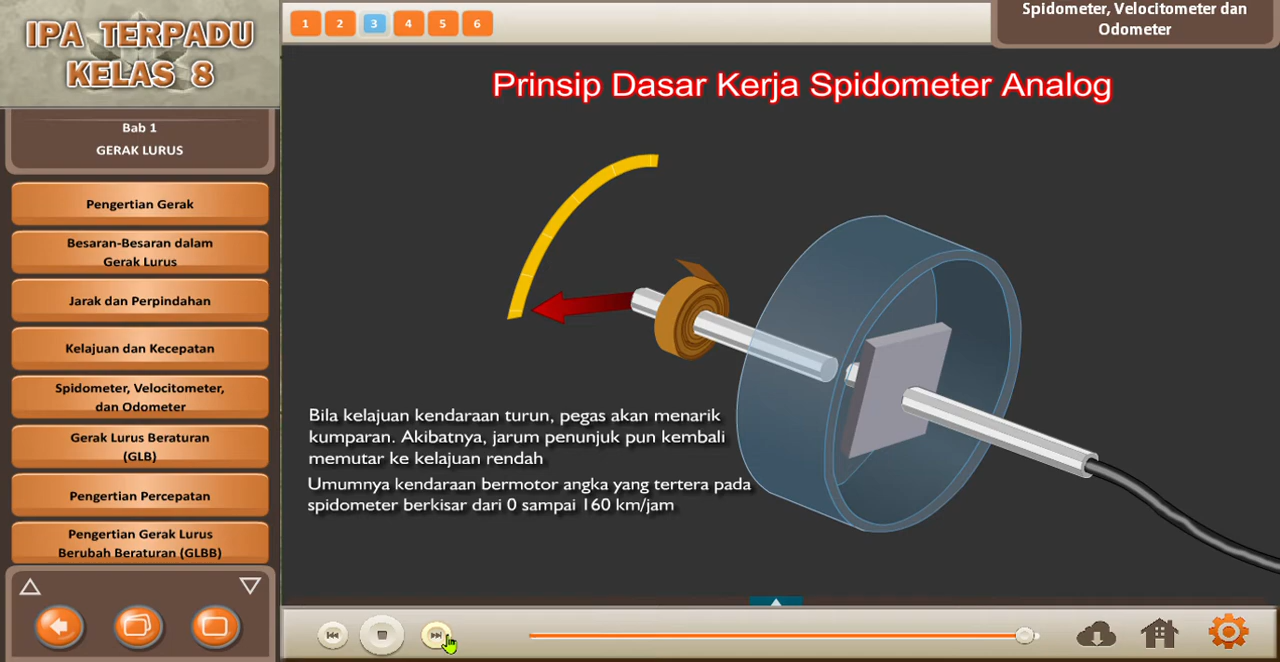 IPA TERPADU
KELAS 8
Bab 1
GERAK LURUS
Pengertian Gerak
Besaran-Besaran dalam
Gerak Lurus
Jarak dan Perpindahan
Kelajuan dan Kecepatan
Spidometer, Velocitometer,
dan Odometer
Gerak Lurus Beraturan
(GLB)
Pengertian Percepatan
Pengertian Gerak Lurus
Berubah Beraturan (GLBB)
1 2 3 4 5 6
Spidometer, Velocitometer dan
Odometer
Prinsip Dasar Kerja Spidometer Analog
Bila kelajuan kendaraan turun, pegas akan menarik
kumparan. Akibatnya, jarum penunjuk pun kembali
memutar ke kelajuan rendah
Umumnya kendaraan bermotor angka yang tertera pada
spidometer berkisar dari 0 sampai 160 km/jam